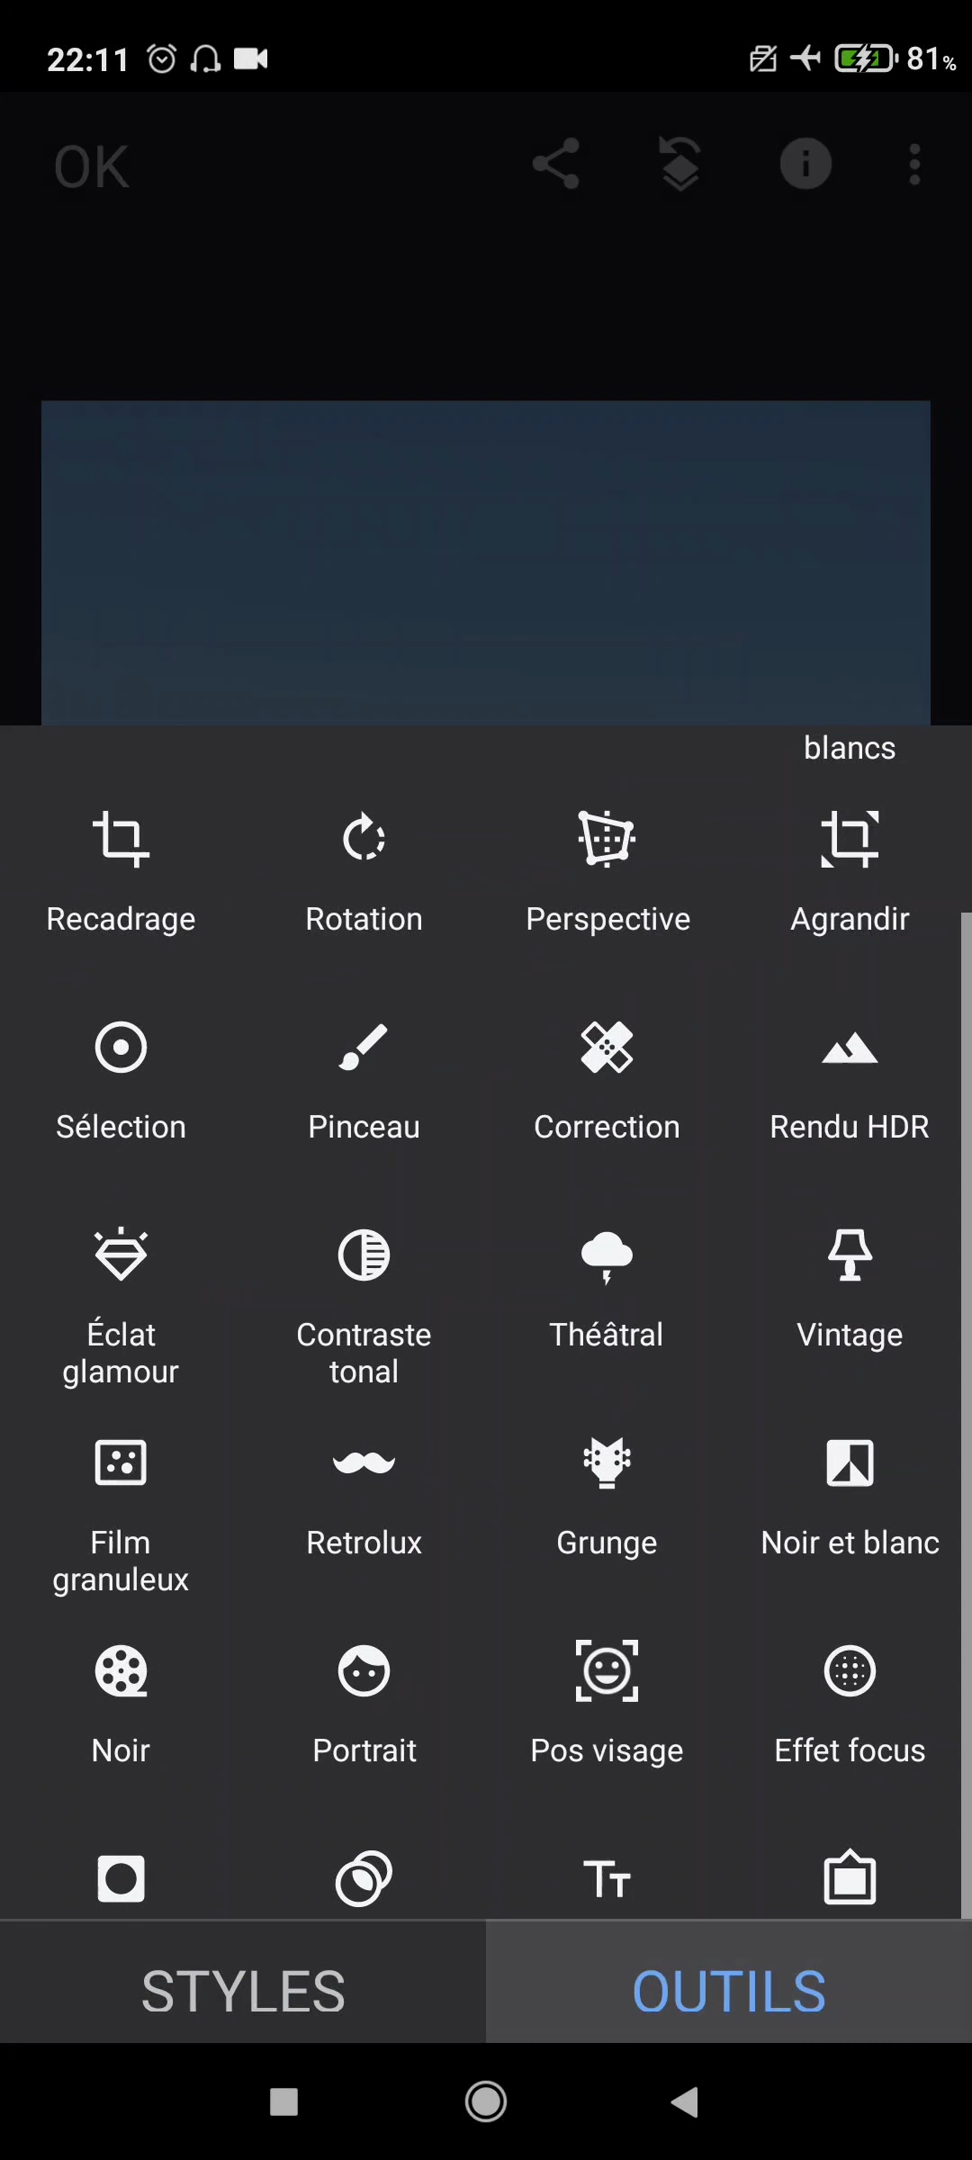 22:11
81%
OK
blancs
Recadrage
Rotation
Perspective
Agrandir
Sélection
Pinceau
Correction
Rendu HDR
Éclat
glamour
Contraste
tonal
Théâtral
Vintage
Film
granuleux
Retrolux
Grunge
Noir et blanc
Noir
Portrait
Pos visage
Effet focus
TT
STYLES
OUTILS